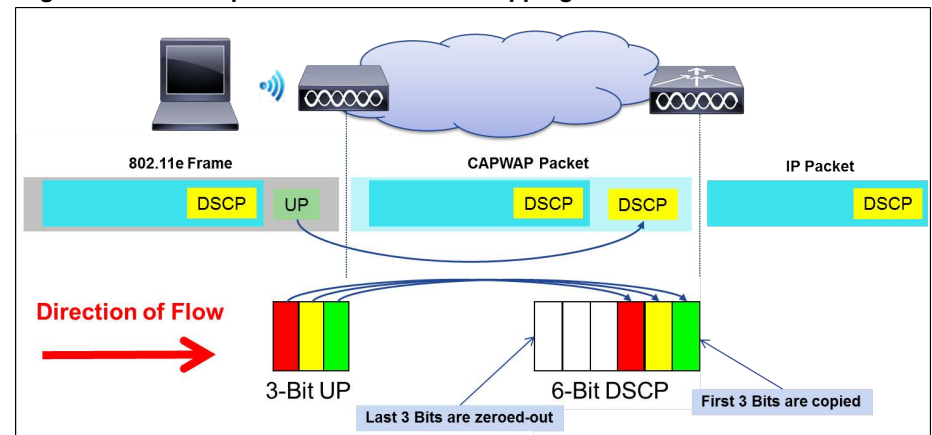 802.11e Frame
CAPWAP Packet
IP Packet
DSCP
UP
DSCP
DSCP
DSCP
Direction of Flow
3-Bit UP
6-Bit DSCP
Last 3 Bits are zeroed-out
First 3 Bits are copied